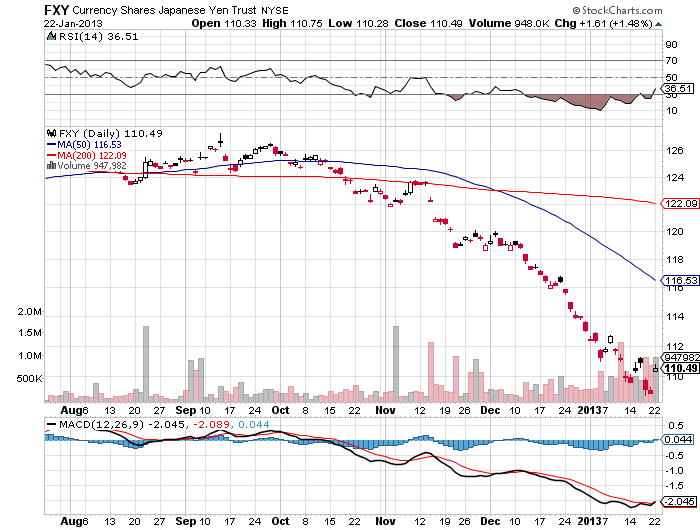 FXY Currency Shares Japanese Yen Trust NYSE © StockCharts.com
22-Jan-2013 Open 110.33 High 110.75 Low 110.28 Close 110.49 Volume 948.0K Chg +1.61 (+1.48%)
RSI(14) 36.51
90
70
50
36.51
30
10
FXY (Daily) 110.49
MA(50) 116.53
MA(200) 122.09
Volume 947,982
126
124
122.09
120
118
116.53
116
114
112
947982
110.49
110
2.0M
1.5M
1.0M
500K
Aug 6 13 20 27 Sep 10 17 24 Oct 8 15 22 Nov 5 12 19 26 Dec 10 17 24 2013 7 14 22
MACD(12,26,9) -2.045, -2.089, 0.044
0.5
0.044
-0.5
-1.0
-1.5
-2.045
Aug 6 13 20 27 Sep 10 17 24 Oct 8 15 22 Nov 5 12 19 26 Dec 10 17 24 2013 7 14 22